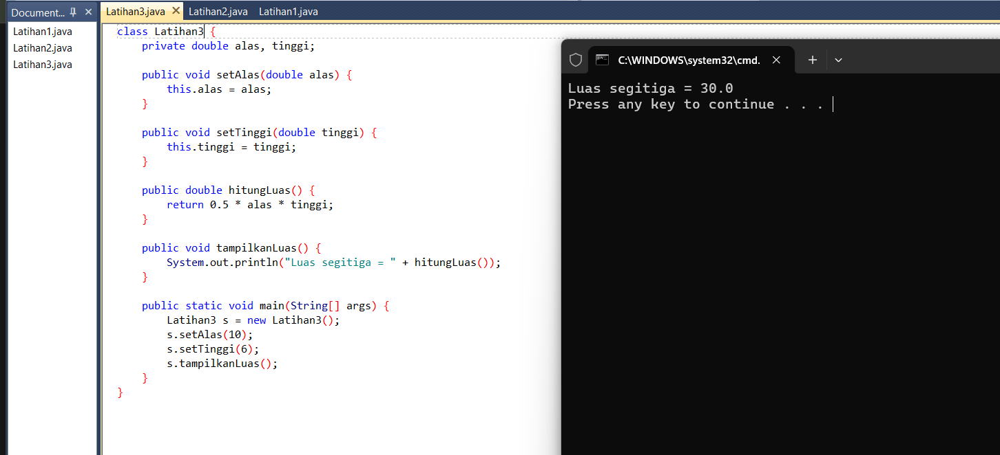 Document...
Latihan1.java
Latihan2.java
Latihan3.java
Latihan3.java Latihan2.java Latihan1.java
class Latihan3 {
    private double alas, tinggi;

    public void setAlas(double alas) {
        this.alas = alas;
    }

    public void setTinggi(double tinggi) {
        this.tinggi = tinggi;
    }

    public double hitungLuas() {
        return 0.5 * alas * tinggi;
    }

    public void tampilkanLuas() {
        System.out.println("Luas segitiga = " + hitungLuas());
    }

    public static void main(String[] args) {
        Latihan3 s = new Latihan3();
        s.setAlas(10);
        s.setTinggi(6);
        s.tampilkanLuas();
    }
}
C:\WINDOWS\system32\cmd.
Luas segitiga = 30.0
Press any key to continue . . .